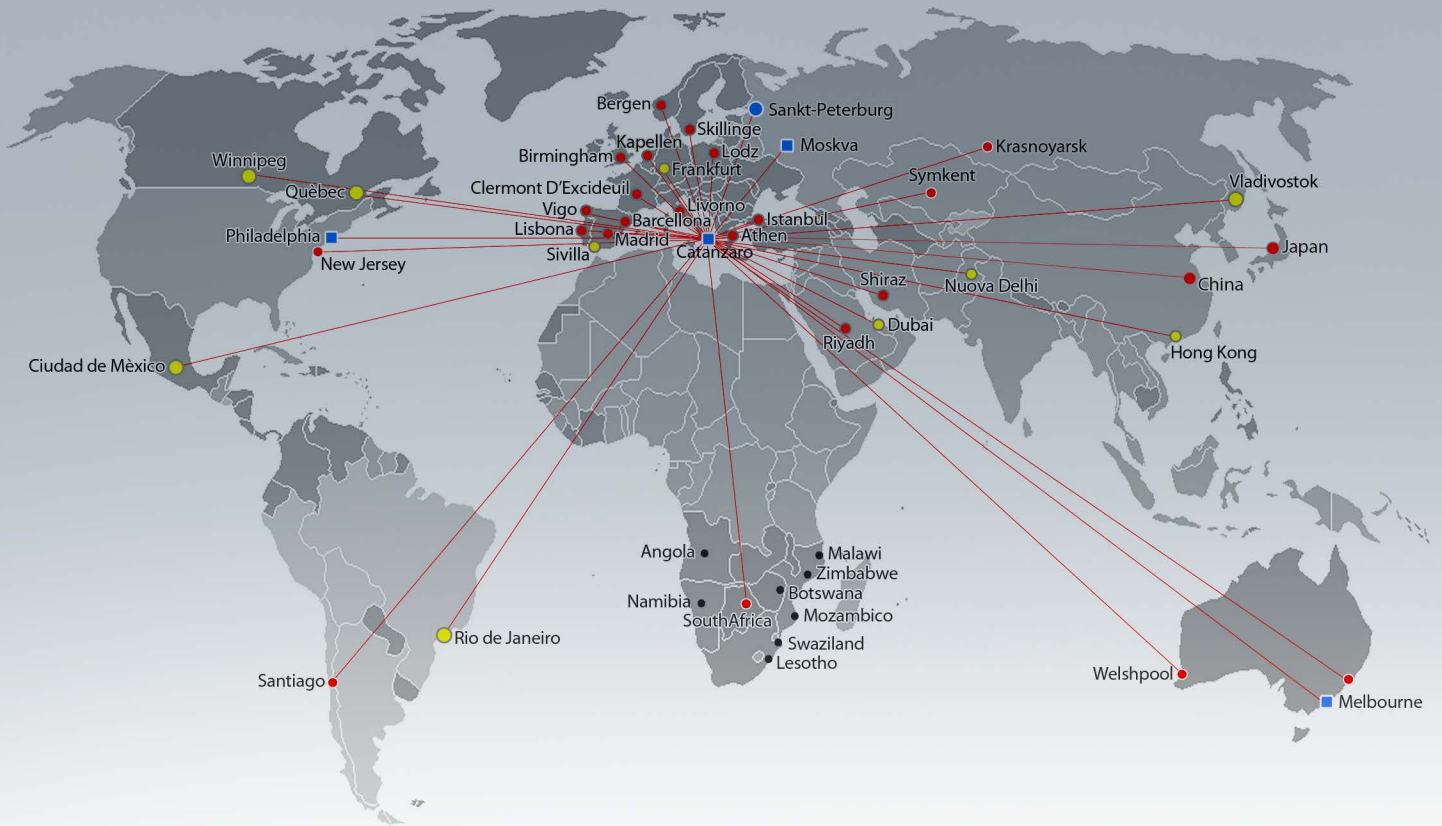 Bergen
Sankt-Peterburg
Skillinge
Kapellen
Lodz
Moskva
Krasnoyarsk
Birmingham
Winnipeg
Frankfurt
Symkent
Vladivostok
Quèbec
Clermont D'Excideuil
Livorno
Vigo
Barcellona
Istanbul
Lisbona
Philadelphia
Madrid
Athen
Japan
Sivilla
Catanzaro
New Jersey
Shiraz
Nuova Delhi
China
Dubai
Riyadh
Hong Kong
Ciudad de Mèxico
Angola
Malawi
Zimbabwe
Botswana
Namibia
SouthAfrica
Mozambico
Rio de Janeiro
Swaziland
Lesotho
Santiago
Welshpool
Melbourne